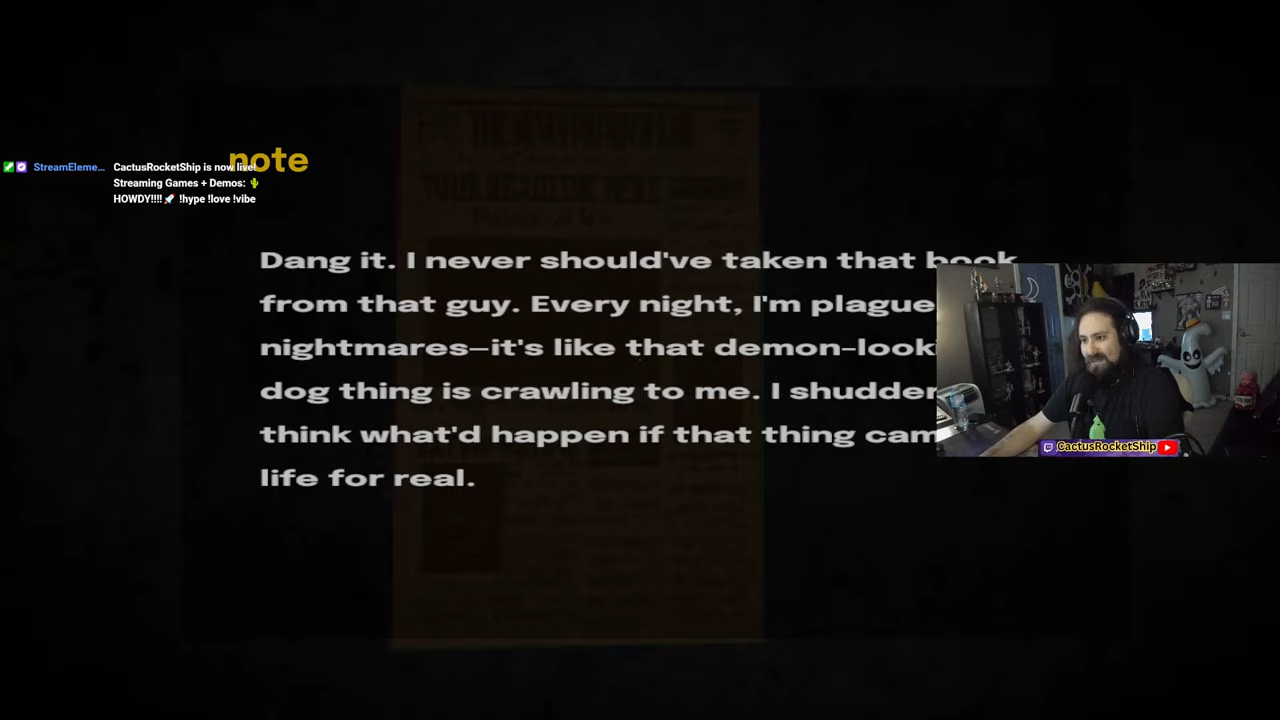 note
StreamEleme... CactusRocketShip is now live!
Streaming Games + Demos: 🌵
HOWDY!!!!🚀 !hype !love !vibe
Dang it. I never should've taken that book
from that guy. Every night, I'm plague
nightmares—it's like that demon-looki
dog thing is crawling to me. I shudder
think what'd happen if that thing cam
life for real.
CactusRocketShip